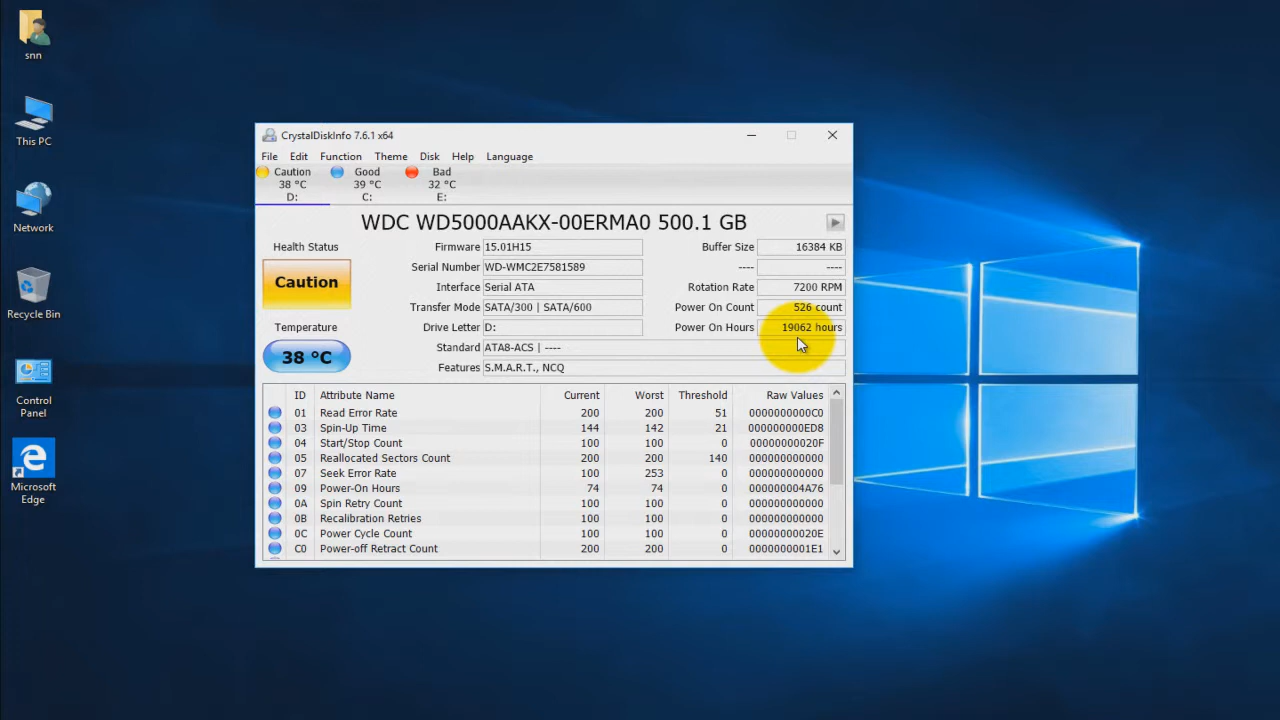 snn
This PC
Network
Recycle Bin
Control
Panel
Microsoft
Edge
CrystalDiskInfo 7.6.1 x64
File Edit Function Theme Disk Help Language
Caution Good Bad
38 °C 39 °C 32 °C
D: C: E:
WDC WD5000AAKX-00ERMA0 500.1 GB
Health Status Firmware 15.01H15 Buffer Size 16384 KB
Caution Serial Number WD-WMC2E7581589 ---- ----
Interface Serial ATA Rotation Rate 7200 RPM
Transfer Mode SATA/300 | SATA/600 Power On Count 526 count
Temperature Drive Letter D: Power On Hours 19062 hours
38 °C Standard ATA8-ACS | ----
Features S.M.A.R.T., NCQ
ID Attribute Name Current Worst Threshold Raw Values
01 Read Error Rate 200 200 51 0000000000C0
03 Spin-Up Time 144 142 21 000000000ED8
04 Start/Stop Count 100 100 0 00000000020F
05 Reallocated Sectors Count 200 200 140 000000000000
07 Seek Error Rate 100 253 0 000000000000
09 Power-On Hours 74 74 0 000000004A76
0A Spin Retry Count 100 100 0 000000000000
0B Recalibration Retries 100 100 0 000000000000
0C Power Cycle Count 100 100 0 00000000020E
C0 Power-off Retract Count 200 200 0 0000000001E1